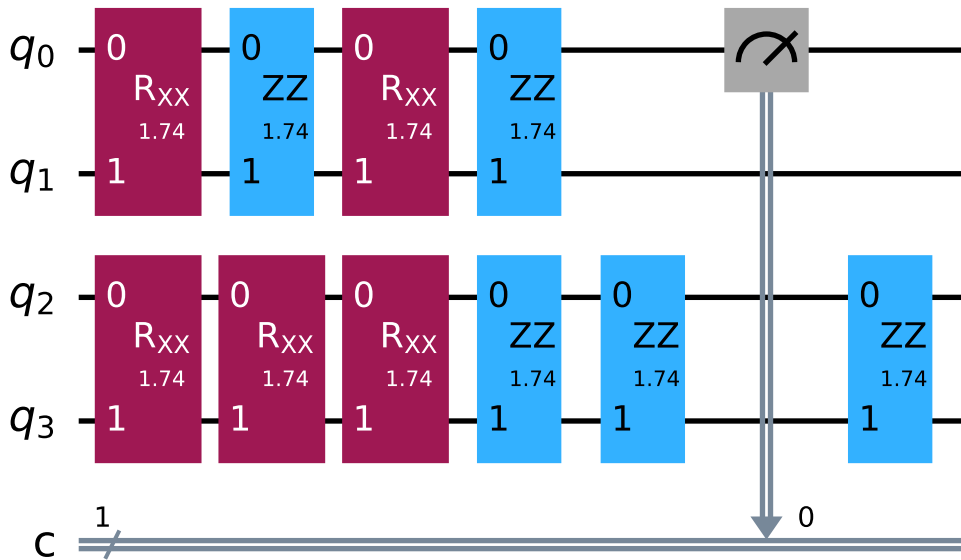 q0 0 0 0 0
RXX ZZ RXX ZZ
1.74 1.74 1.74 1.74
q1 1 1 1 1
q2 0 0 0 0 0 0
RXX RXX RXX ZZ ZZ ZZ
1.74 1.74 1.74 1.74 1.74 1.74
q3 1 1 1 1 1 1
1 0
c